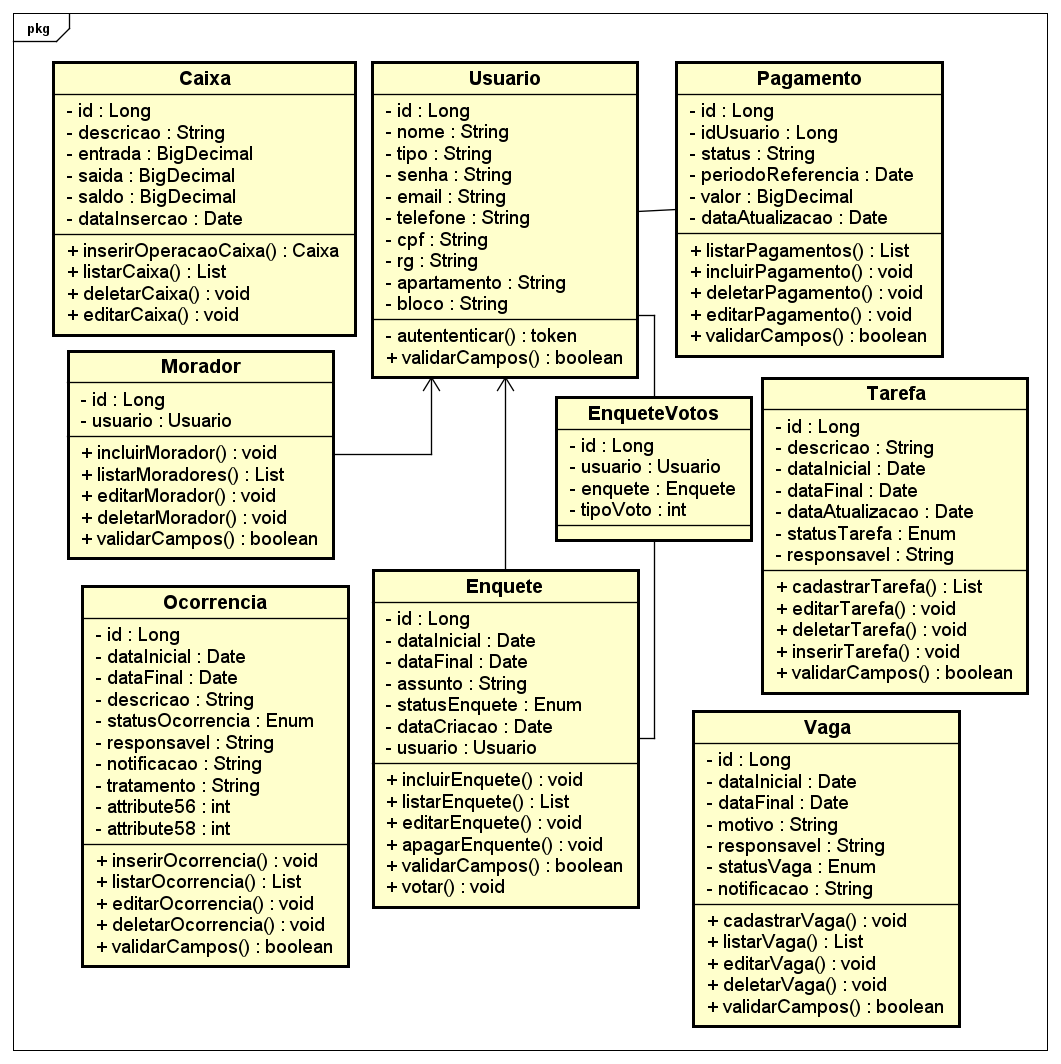 pkg
Caixa
- id : Long
- descricao : String
- entrada : BigDecimal
- saida : BigDecimal
- saldo : BigDecimal
- dataInsercao : Date
+ inserirOperacaoCaixa() : Caixa
+ listarCaixa() : List
+ deletarCaixa() : void
+ editarCaixa() : void
Usuario
- id : Long
- nome : String
- tipo : String
- senha : String
- email : String
- telefone : String
- cpf : String
- rg : String
- apartamento : String
- bloco : String
- autententicar() : token
+ validarCampos() : boolean
Pagamento
- id : Long
- idUsuario : Long
- status : String
- periodoReferencia : Date
- valor : BigDecimal
- dataAtualizacao : Date
+ listarPagamentos() : List
+ incluirPagamento() : void
+ deletarPagamento() : void
+ editarPagamento() : void
+ validarCampos() : boolean
Morador
- id : Long
- usuario : Usuario
+ incluirMorador() : void
+ listarMoradores() : List
+ editarMorador() : void
+ deletarMorador() : void
+ validarCampos() : boolean
EnqueteVotos
- id : Long
- usuario : Usuario
- enquete : Enquete
- tipoVoto : int
Tarefa
- id : Long
- descricao : String
- dataInicial : Date
- dataFinal : Date
- dataAtualizacao : Date
- statusTarefa : Enum
- responsavel : String
+ cadastrarTarefa() : List
+ editarTarefa() : void
+ deletarTarefa() : void
+ inserirTarefa() : void
+ validarCampos() : boolean
Ocorrencia
- id : Long
- dataInicial : Date
- dataFinal : Date
- descricao : String
- statusOcorrencia : Enum
- responsavel : String
- notificacao : String
- tratamento : String
- attribute56 : int
- attribute58 : int
+ inserirOcorrencia() : void
+ listarOcorrencia() : List
+ editarOcorrencia() : void
+ deletarOcorrencia() : void
+ validarCampos() : boolean
Enquete
- id : Long
- dataInicial : Date
- dataFinal : Date
- assunto : String
- statusEnquete : Enum
- dataCriacao : Date
- usuario : Usuario
+ incluirEnquete() : void
+ listarEnquete() : List
+ editarEnquete() : void
+ apagarEnquente() : void
+ validarCampos() : boolean
+ votar() : void
Vaga
- id : Long
- dataInicial : Date
- dataFinal : Date
- motivo : String
- responsavel : String
- statusVaga : Enum
- notificacao : String
+ cadastrarVaga() : void
+ listarVaga() : List
+ editarVaga() : void
+ deletarVaga() : void
+ validarCampos() : boolean